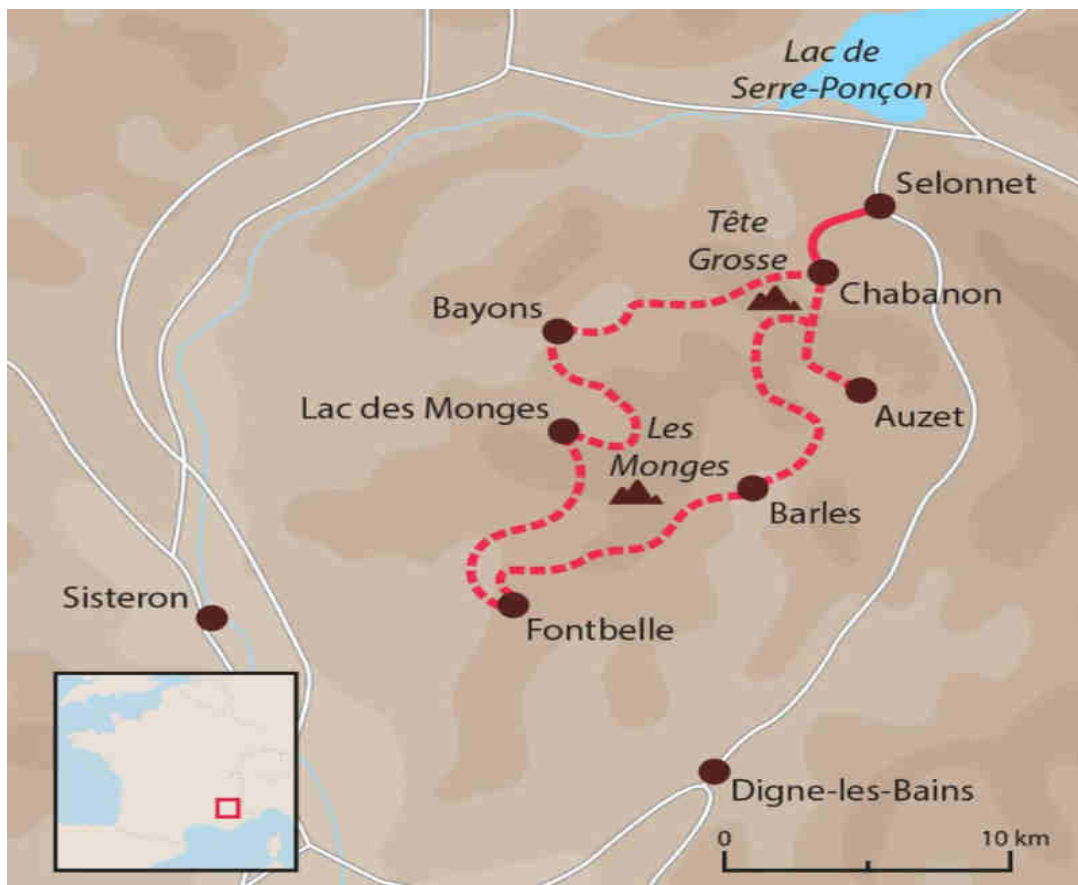 Lac de
Serre-Ponçon
Selonnet
Tête
Grosse
Chabanon
Bayons
Auzet
Lac des Monges
Les
Monges
Barles
Sisteron
Fontbelle
Digne-les-Bains
0
10 km